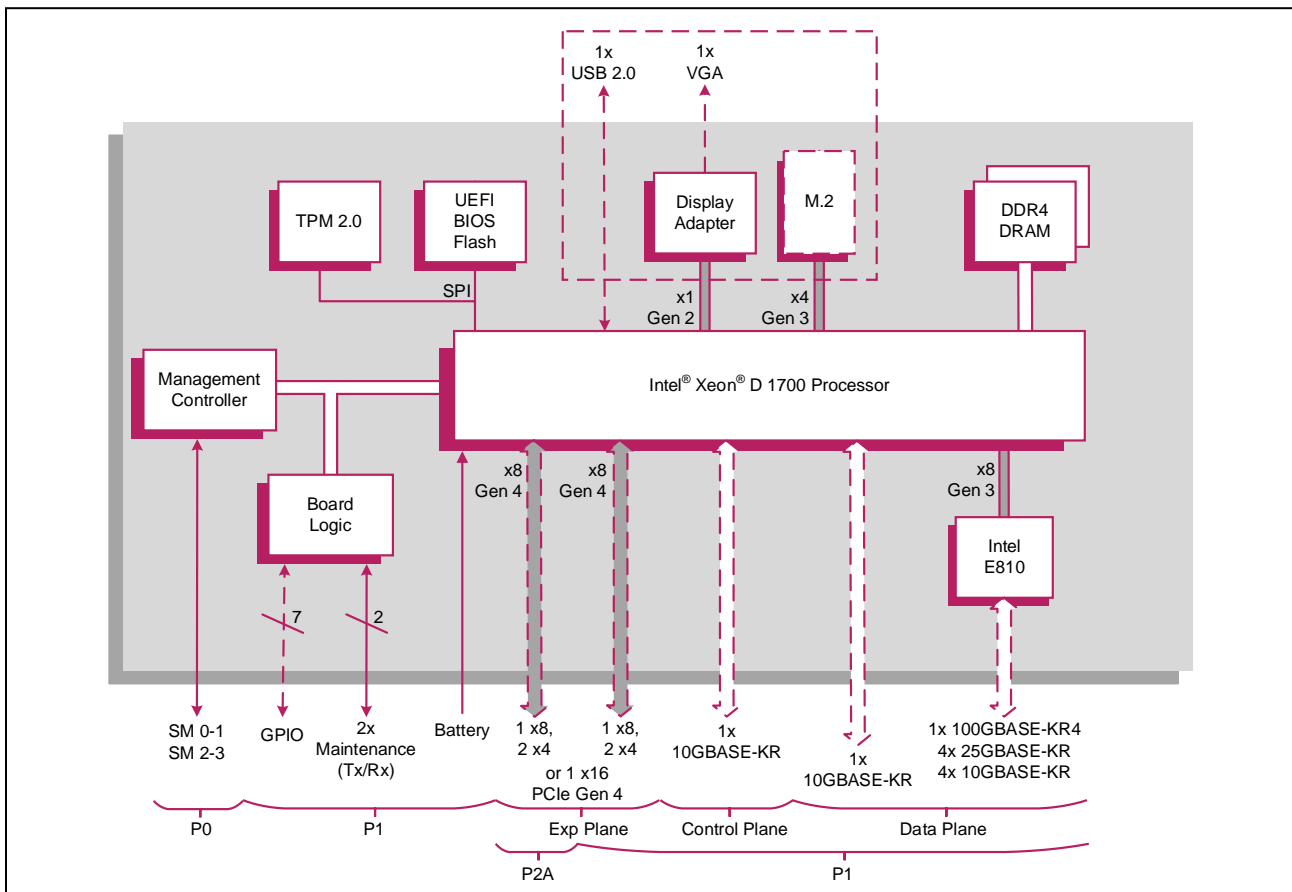 1x
USB 2.0
1x
VGA
TPM 2.0
UEFI
BIOS
Flash
Display
Adapter
M.2
DDR4
DRAM
SPI
x1
Gen 2
x4
Gen 3
Management
Controller
Intel® Xeon® D 1700 Processor
Board
Logic
x8
Gen 4
x8
Gen 4
x8
Gen 3
Intel
E810
7
2
SM 0-1
SM 2-3
GPIO
2x
Maintenance
(Tx/Rx)
Battery
1 x8,
2 x4
1 x8,
2 x4
or 1 x16
PCIe Gen 4
1x
10GBASE-KR
1x
10GBASE-KR
1x 100GBASE-KR4
4x 25GBASE-KR
4x 10GBASE-KR
P0
P1
Exp Plane
Control Plane
Data Plane
P2A
P1